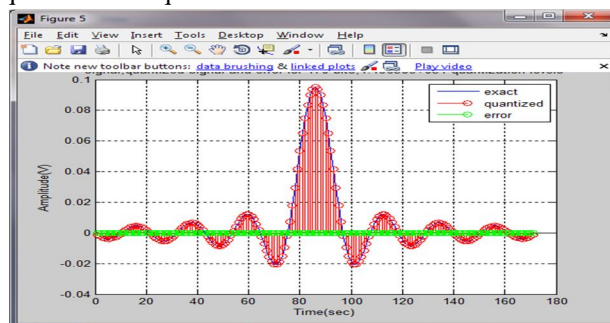 Figure 5
File Edit View Insert Tools Desktop Window Help
Note new toolbar buttons: data brushing & linked plots Play video
0.1
exact
quantized
error
0.08
0.06
0.04
0.02
0
-0.02
-0.04
Amplitude(V)
0 20 40 60 80 100 120 140 160 180
Time(sec)